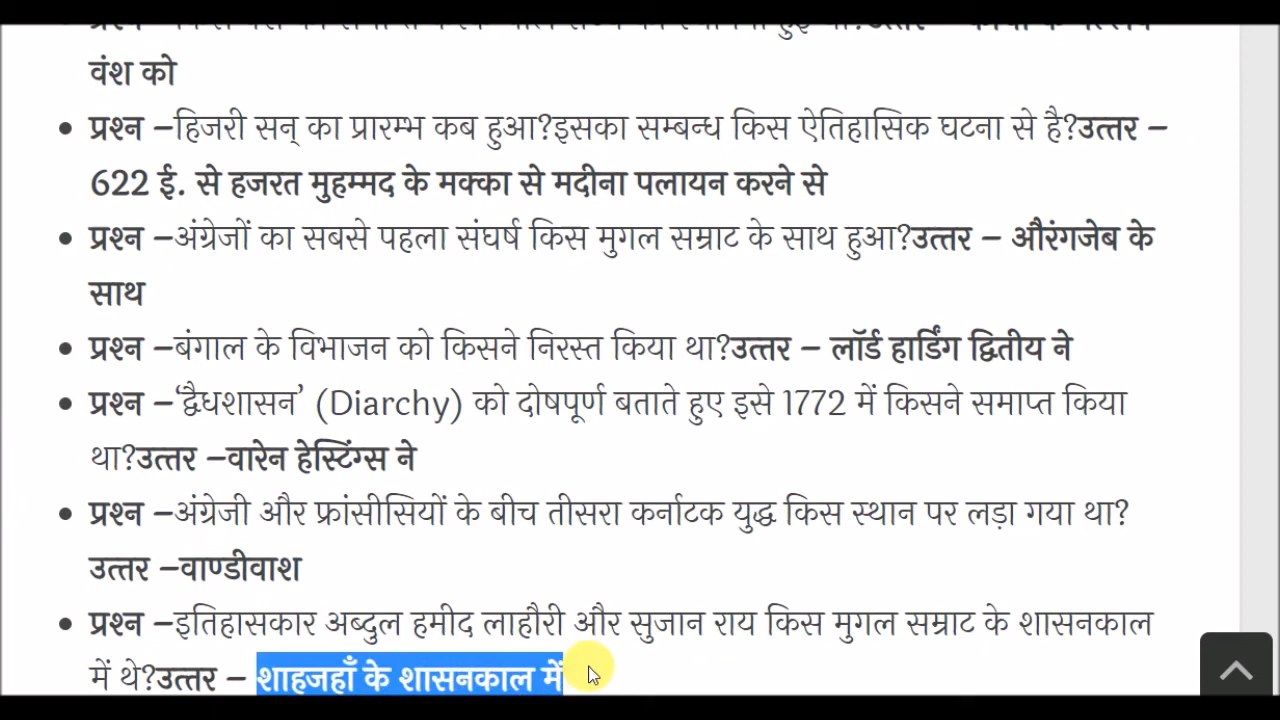 वंश को
प्रश्न –हिजरी सन् का प्रारम्भ कब हुआ?इसका सम्बन्ध किस ऐतिहासिक घटना से है?उत्तर –
622 ई. से हजरत मुहम्मद के मक्का से मदीना पलायन करने से
प्रश्न –अंग्रेजों का सबसे पहला संघर्ष किस मुगल सम्राट के साथ हुआ?उत्तर – औरंगजेब के
साथ
प्रश्न –बंगाल के विभाजन को किसने निरस्त किया था?उत्तर – लॉर्ड हार्डिंग द्वितीय ने
प्रश्न –‘द्वैधशासन’ (Diarchy) को दोषपूर्ण बताते हुए इसे 1772 में किसने समाप्त किया
था?उत्तर –वारेन हेस्टिंग्स ने
प्रश्न –अंग्रेजी और फ्रांसीसियों के बीच तीसरा कर्नाटक युद्ध किस स्थान पर लड़ा गया था?
उत्तर –वाण्डीवाश
प्रश्न –इतिहासकार अब्दुल हमीद लाहौरी और सुजान राय किस मुगल सम्राट के शासनकाल
में थे?उत्तर – शाहजहाँ के शासनकाल में